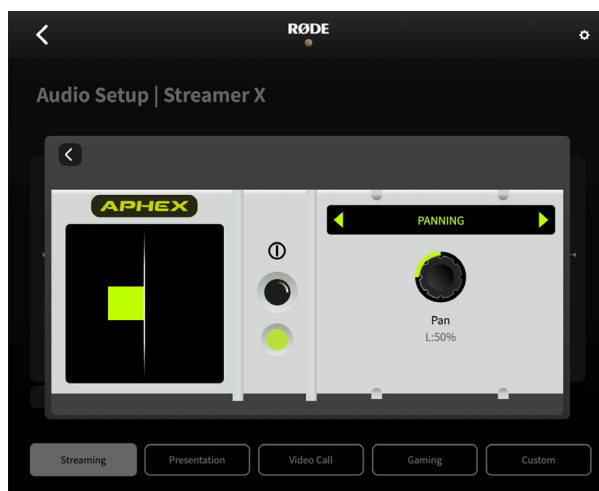 RØDE
Audio Setup | Streamer X
APHEX
PANNING
Pan
L:50%
Streaming
Presentation
Video Call
Gaming
Custom